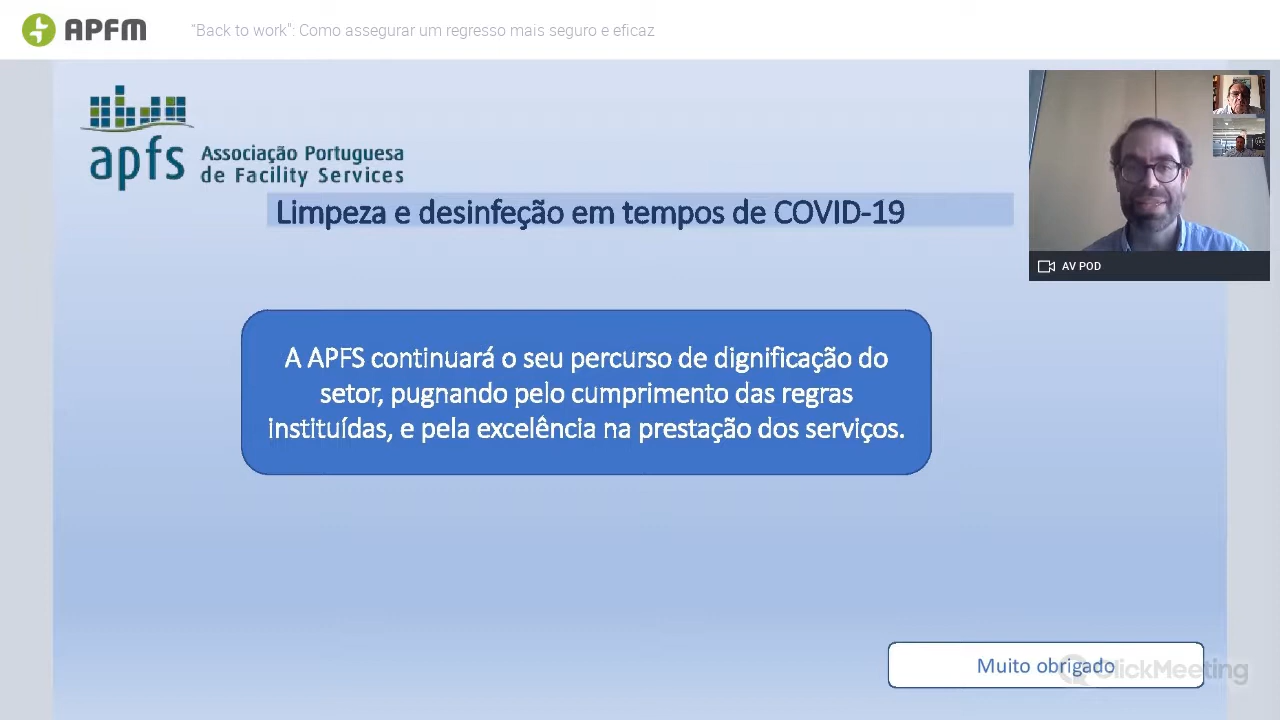 APFM
“Back to work”: Como assegurar um regresso mais seguro e eficaz
apfs
Associação Portuguesa
de Facility Services
Limpeza e desinfeção em tempos de COVID-19
AV POD
A APFS continuará o seu percurso de dignificação do
setor, pugnando pelo cumprimento das regras
instituídas, e pela excelência na prestação dos serviços.
Muito obrigado
ClickMeeting